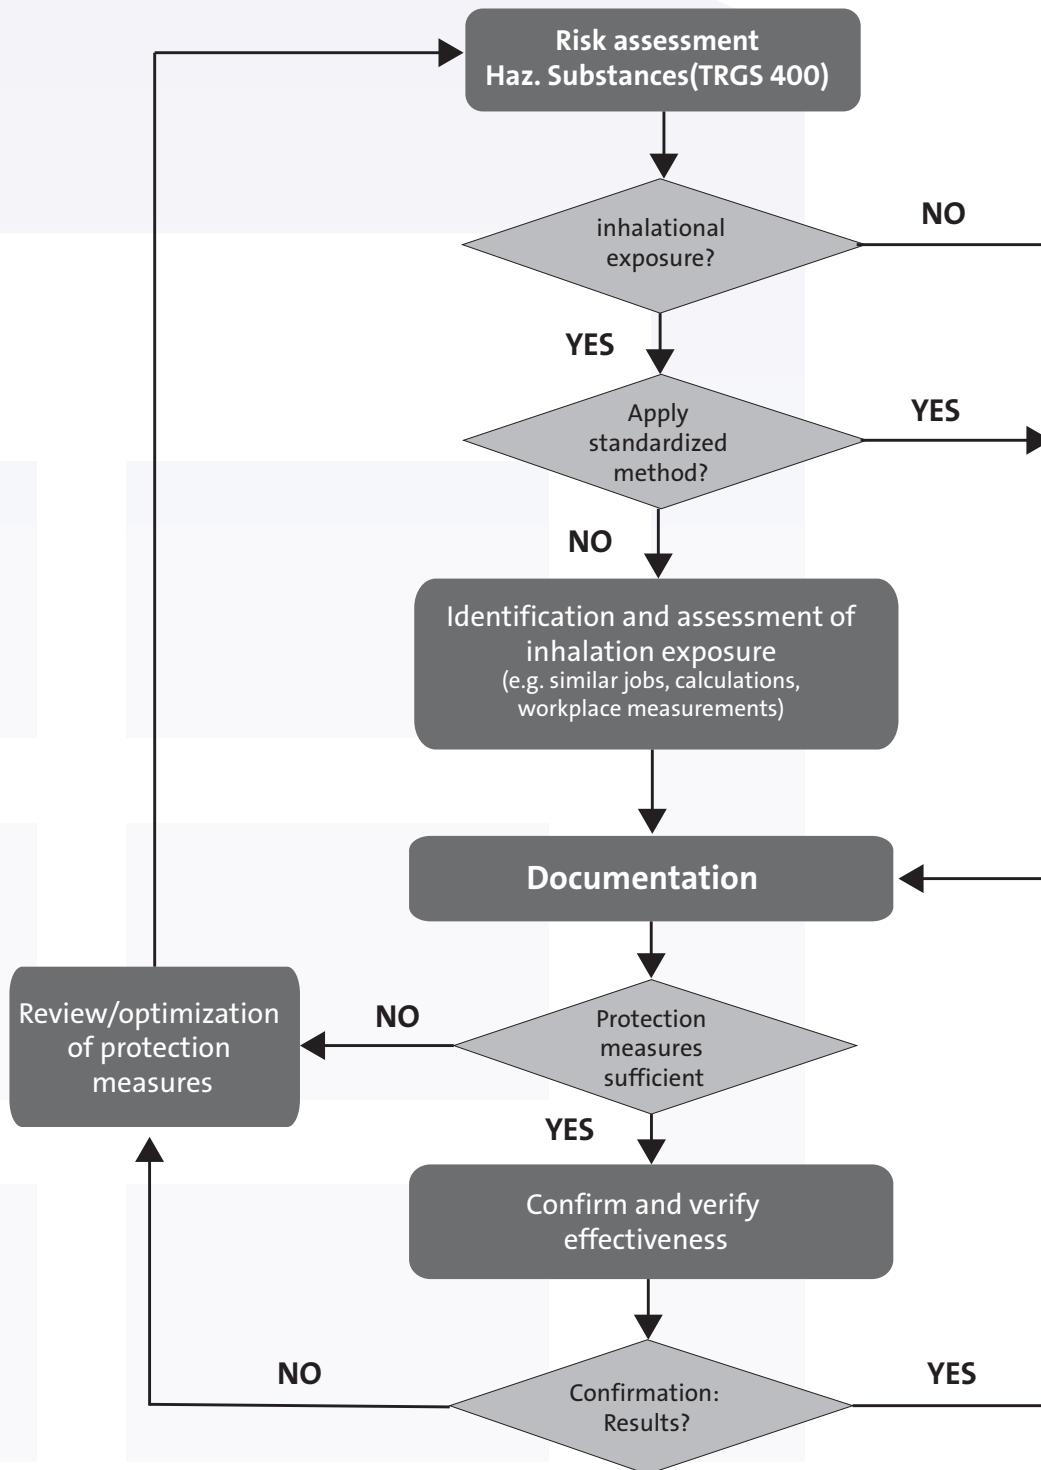 Risk assessment
Haz. Substances(TRGS 400)
inhalational
exposure?
NO
YES
Apply
standardized
method?
YES
NO
Identification and assessment of
inhalation exposure
(e.g. similar jobs, calculations,
workplace measurements)
Documentation
Review/optimization
of protection
measures
NO
Protection
measures
sufficient
YES
Confirm and verify
effectiveness
NO
Confirmation:
Results?
YES